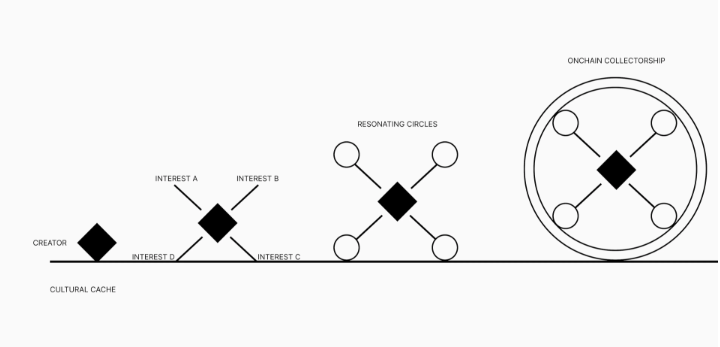 ONCHAIN COLLECTORSHIP
RESONATING CIRCLES
INTEREST A
INTEREST B
CREATOR
INTEREST D
INTEREST C
CULTURAL CACHE